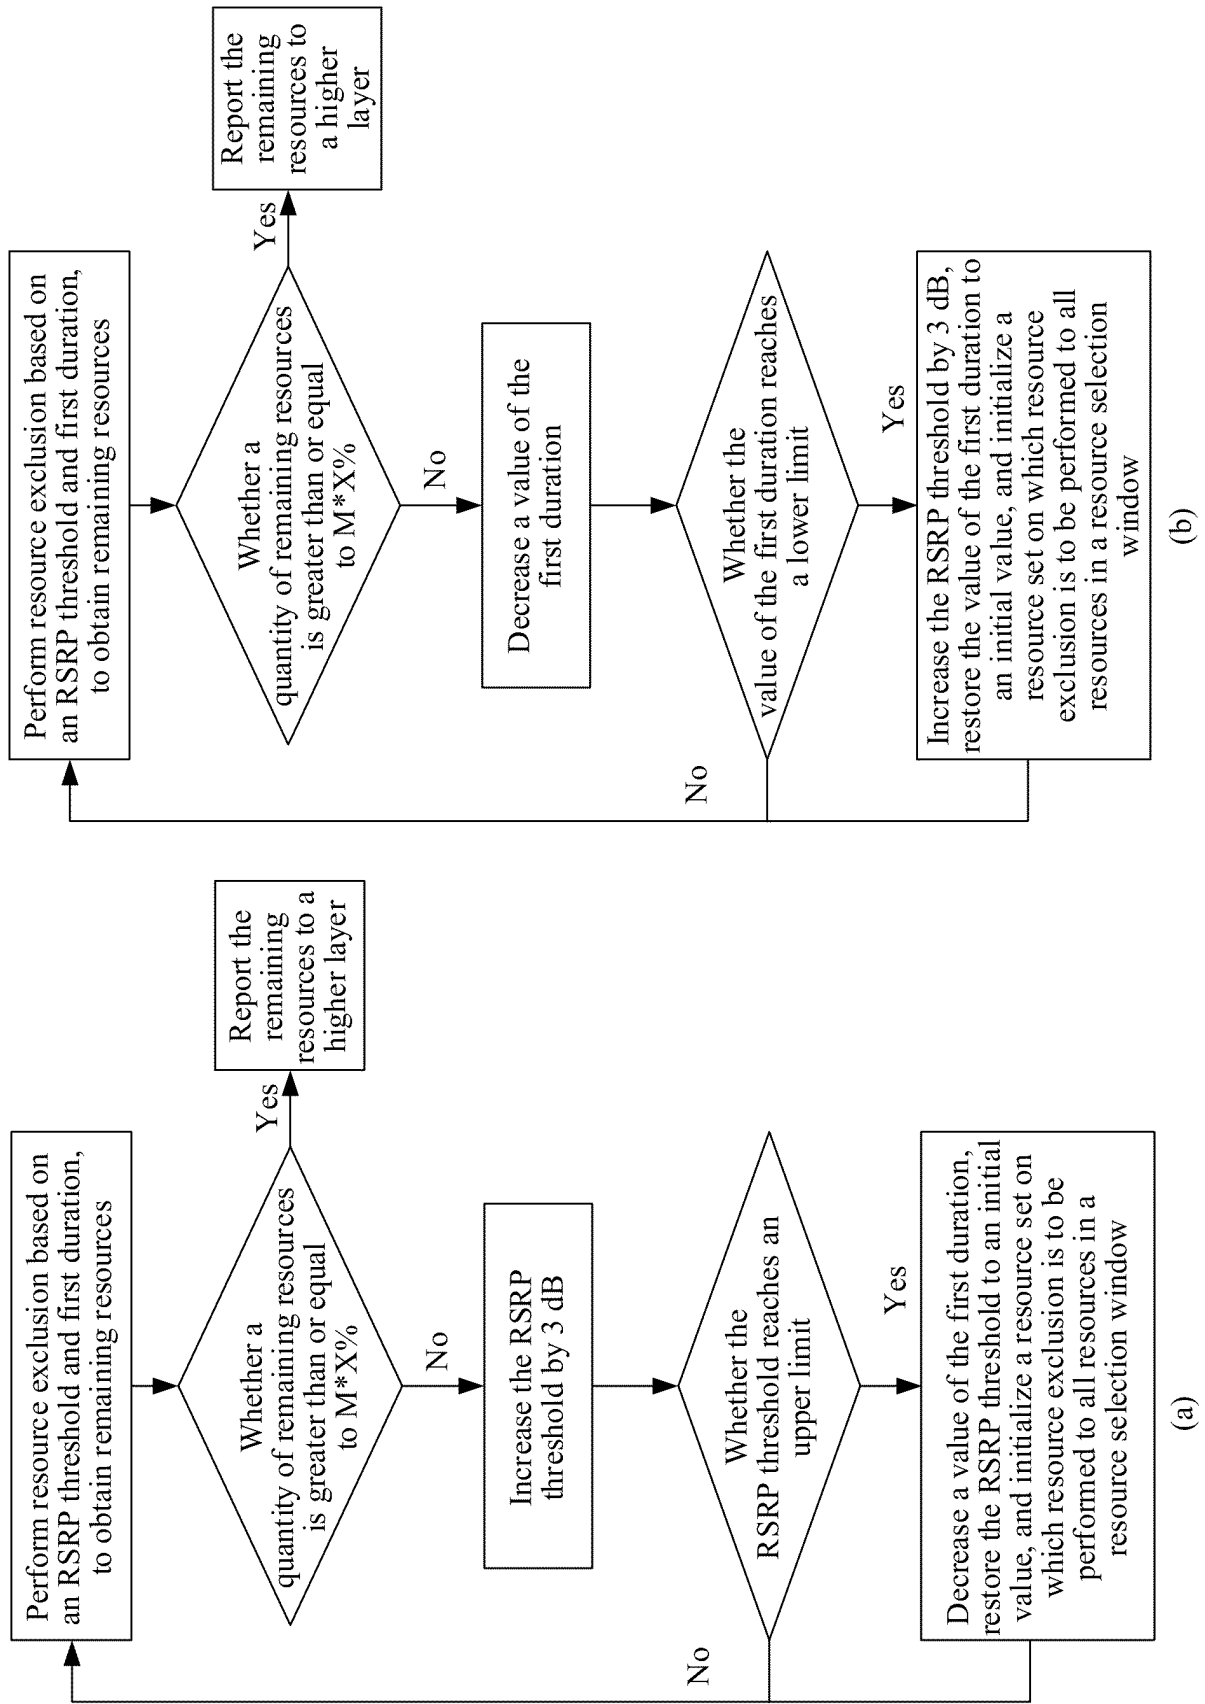 Perform resource exclusion based on
an RSRP threshold and first duration,
to obtain remaining resources
Whether a
quantity of remaining resources
is greater than or equal
to M*X%
Yes
Report the
remaining
resources to a
higher layer
No
Increase the RSRP
threshold by 3 dB
Whether the
RSRP threshold reaches an
upper limit
No
Yes
Decrease a value of the first duration,
restore the RSRP threshold to an initial
value, and initialize a resource set on
which resource exclusion is to be
performed to all resources in a
resource selection window
(a)
Perform resource exclusion based on
an RSRP threshold and first duration,
to obtain remaining resources
Whether a
quantity of remaining resources
is greater than or equal
to M*X%
Yes
Report the
remaining
resources to
a higher
layer
No
Decrease a value of the
first duration
Whether the
value of the first duration reaches
a lower limit
No
Yes
Increase the RSRP threshold by 3 dB,
restore the value of the first duration to
an initial value, and initialize a
resource set on which resource
exclusion is to be performed to all
resources in a resource selection
window
(b)